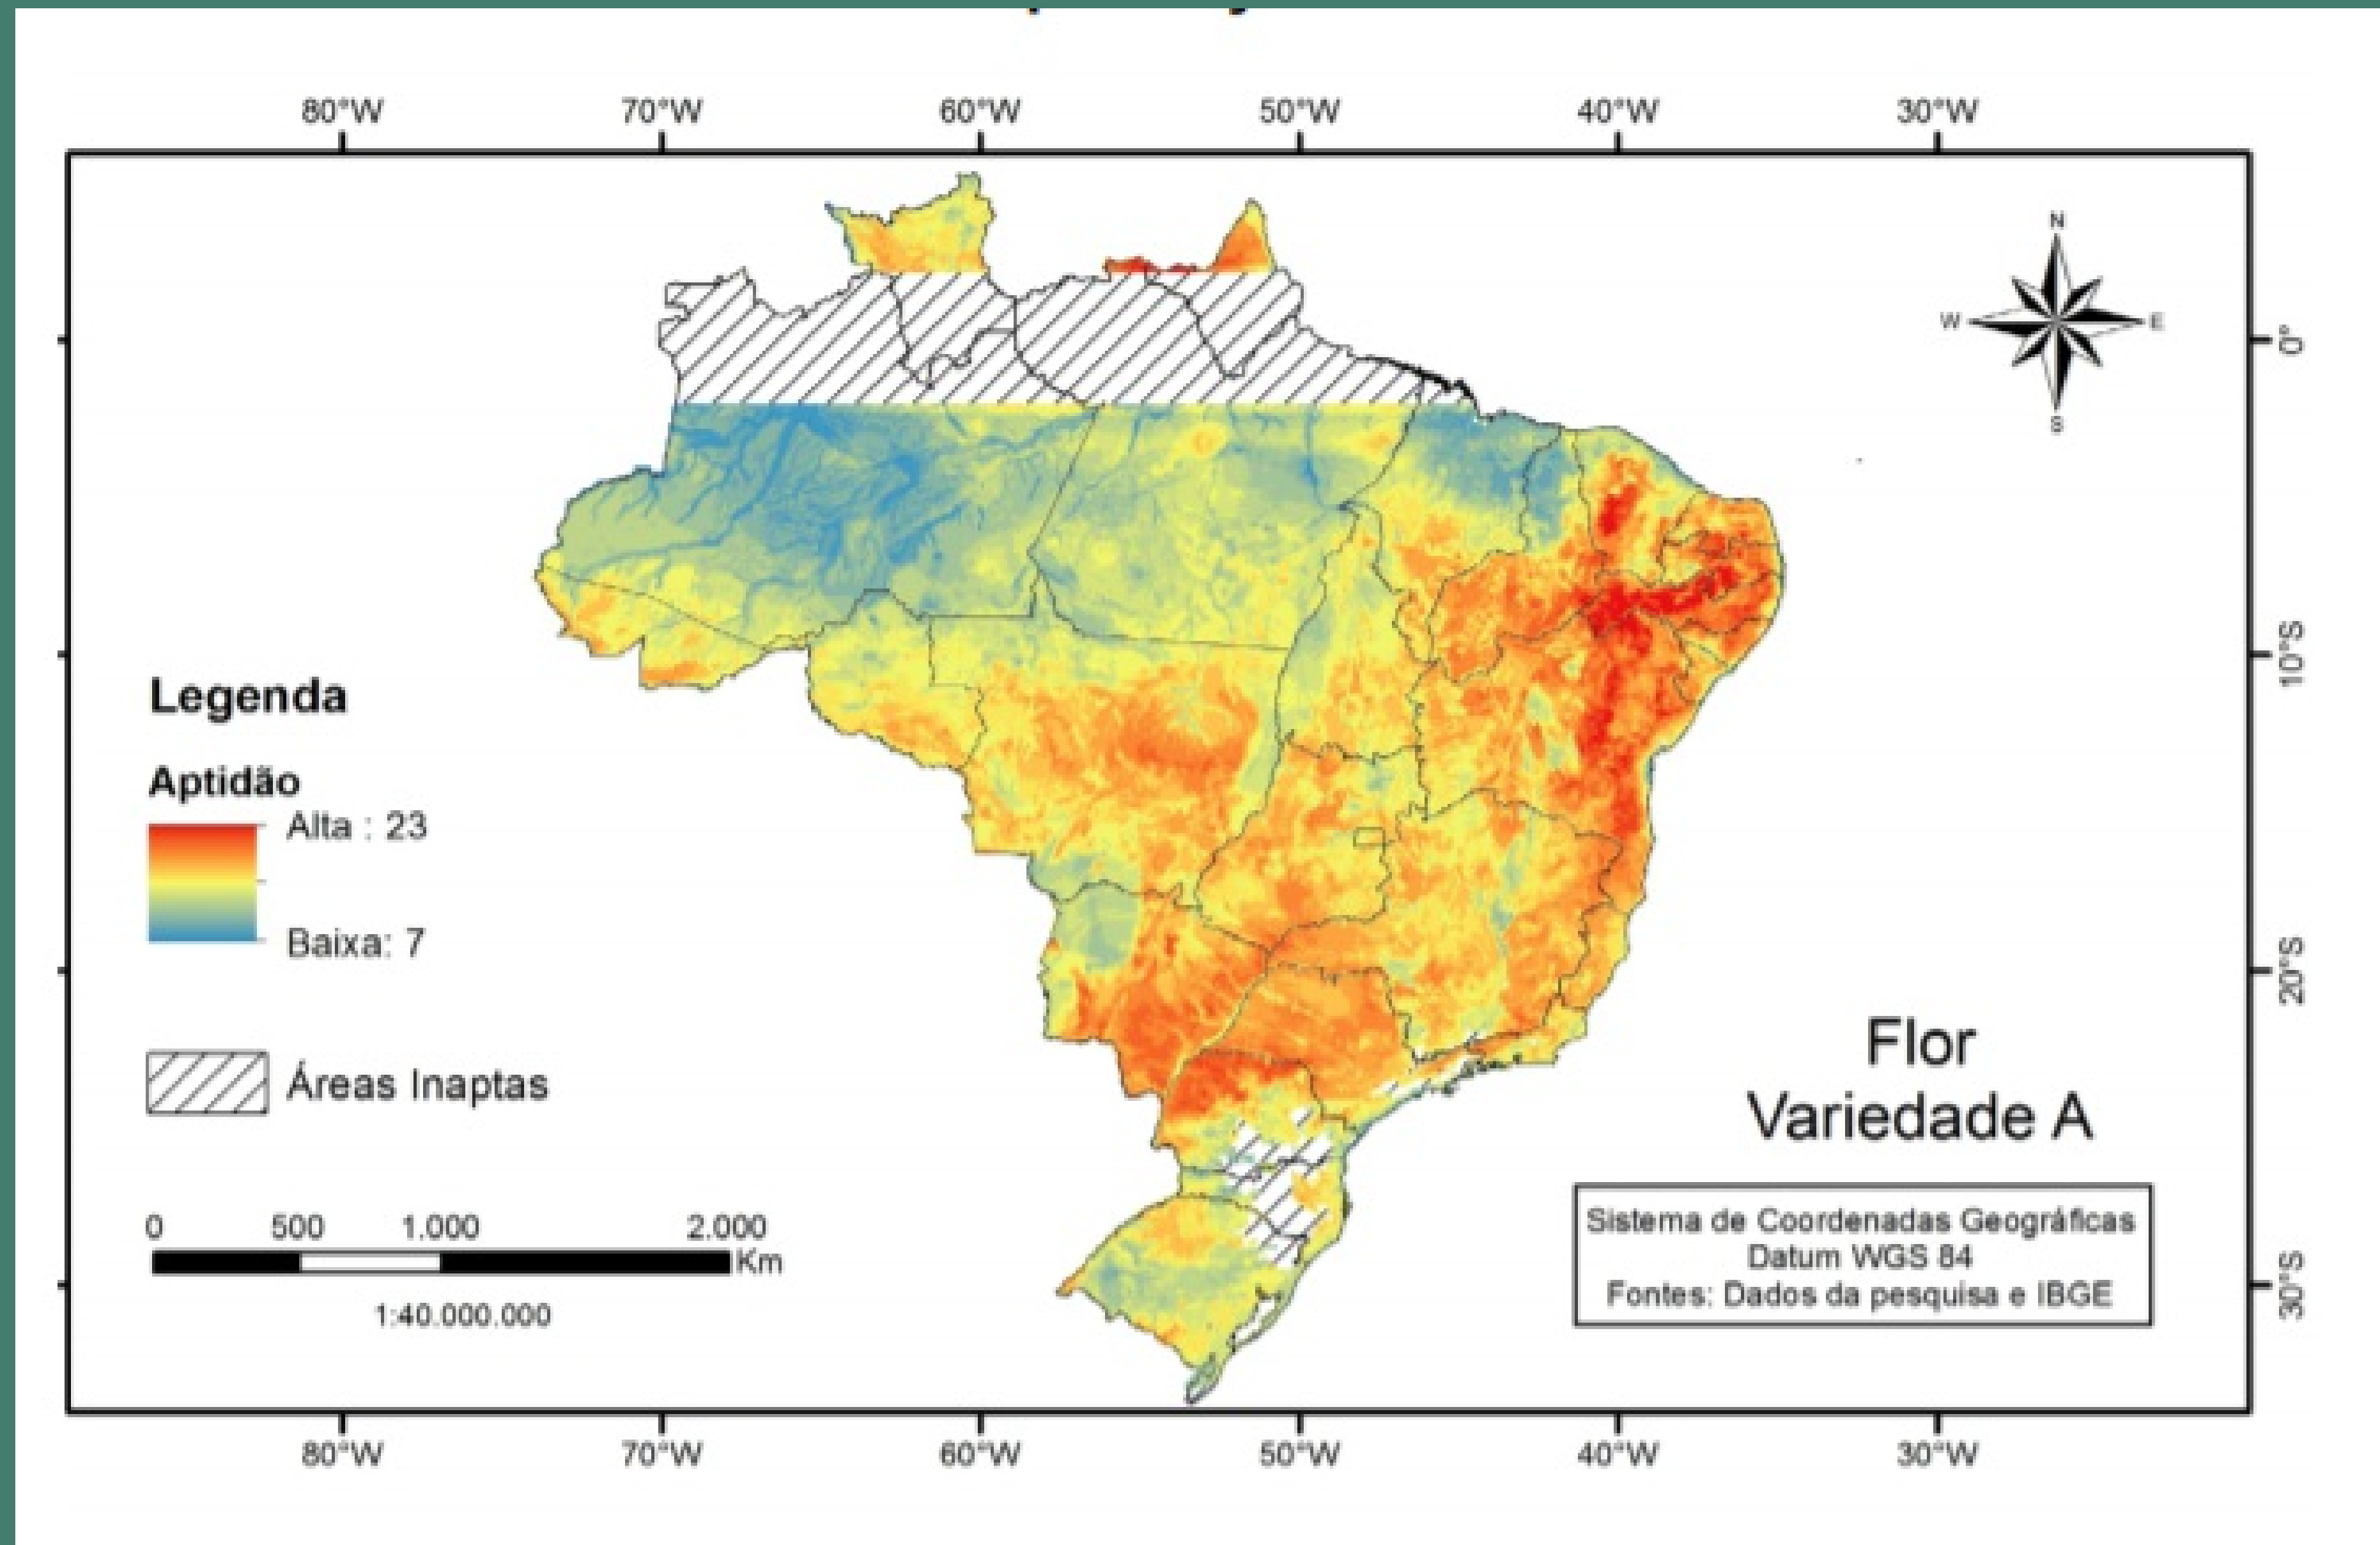 80°W 70°W 60°W 50°W 40°W 30°W
N
W E
S
0°
10°S
20°S
30°S
Legenda
Aptidão
Alta : 23
Baixa: 7
Áreas Inaptas
0 500 1.000 2.000
Km
1:40.000.000
Flor
Variedade A
Sistema de Coordenadas Geográficas
Datum WGS 84
Fontes: Dados da pesquisa e IBGE
80°W 70°W 60°W 50°W 40°W 30°W